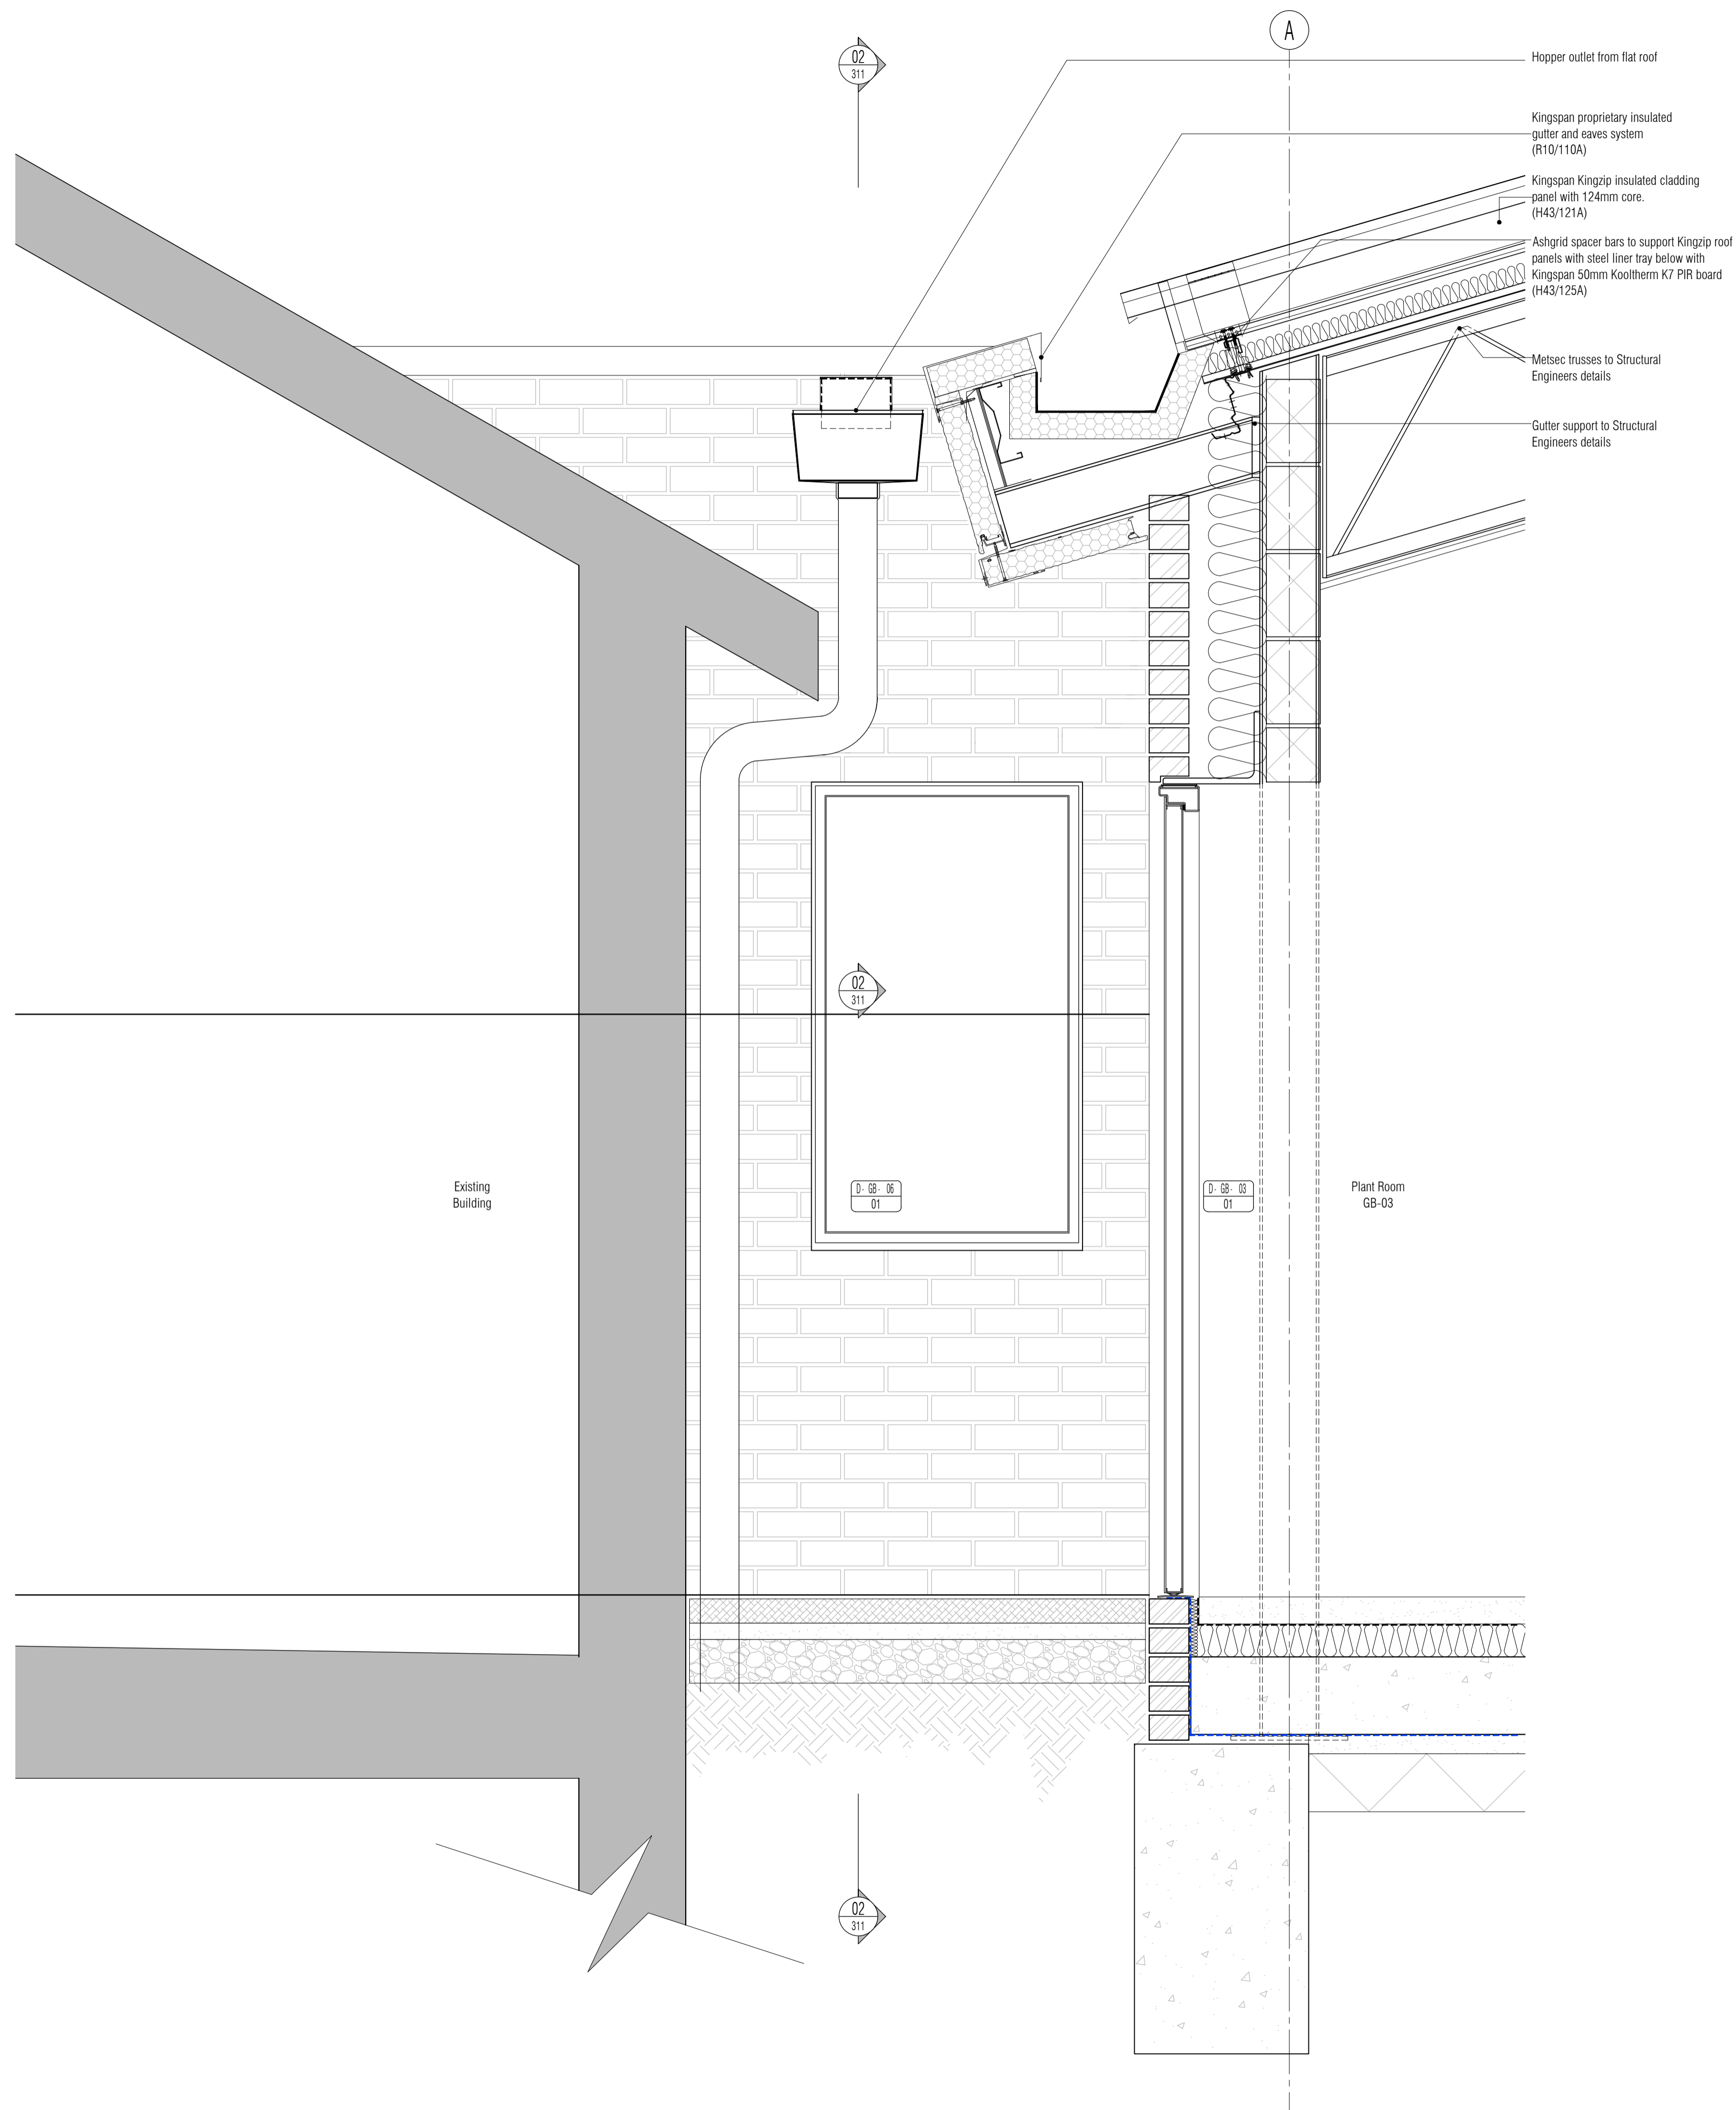 A
02
311
Hopper outlet from flat roof
Kingspan proprietary insulated
gutter and eaves system
(R10/110A)
Kingspan Kingzip insulated cladding
panel with 124mm core.
(H43/121A)
Ashgrid spacer bars to support Kingzip roof
panels with steel liner tray below with
Kingspan 50mm Kooltherm K7 PIR board
(H43/125A)
Metsec trusses to Structural
Engineers details
Gutter support to Structural
Engineers details
02
311
Existing
Building
D- GB- 06
01
D- GB- 03
01
Plant Room
GB-03
02
311